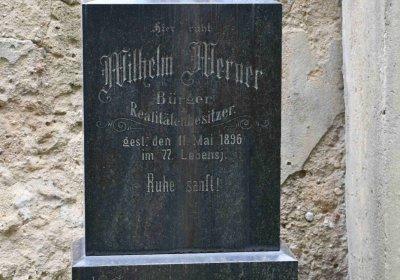 Hier ruht
Wilhelm Werner
Bürger
Realitätenbesitzer.
gest. den 11. Mai 1896
im 77. Lebensj.
Ruhe sanft!